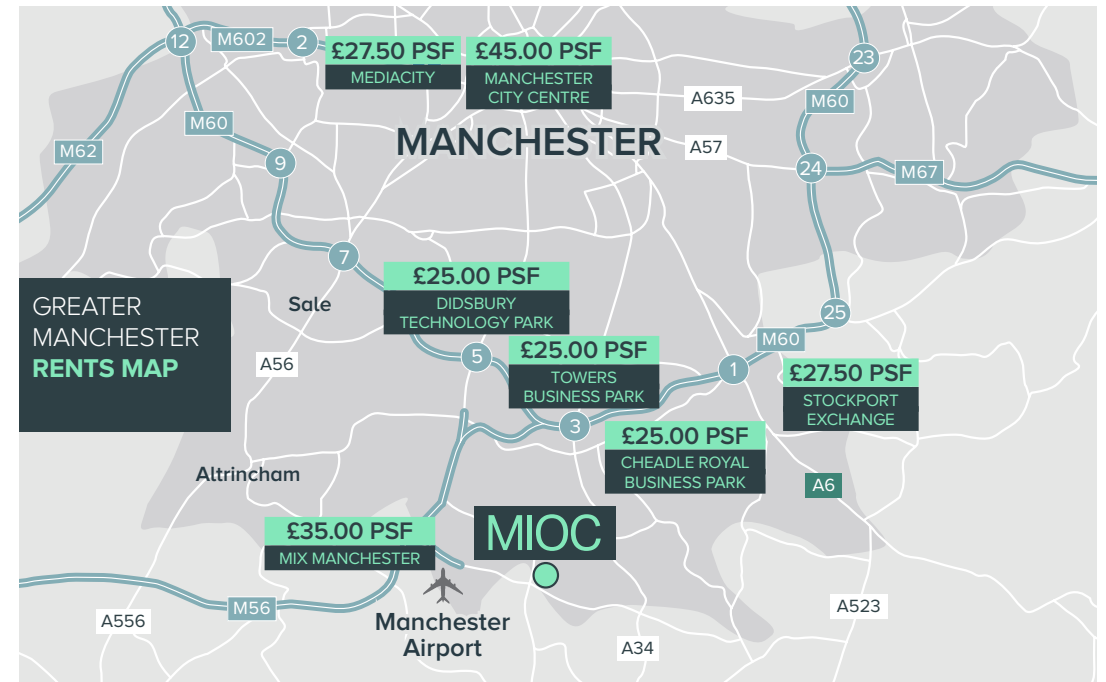 12
M602
2
£27.50 PSF
MEDIACITY
£45.00 PSF
MANCHESTER
CITY CENTRE
23
M60
A635
M60
M62
MANCHESTER
A57
9
24
M67
7
£25.00 PSF
DIDSBURY
TECHNOLOGY PARK
GREATER
MANCHESTER
RENTS MAP
Sale
25
M60
A56
5
£25.00 PSF
TOWERS
BUSINESS PARK
1
£27.50 PSF
STOCKPORT
EXCHANGE
3
£25.00 PSF
CHEADLE ROYAL
BUSINESS PARK
Altrincham
A6
£35.00 PSF
MIX MANCHESTER
MIOC
M56
A556
Manchester
Airport
A523
A34